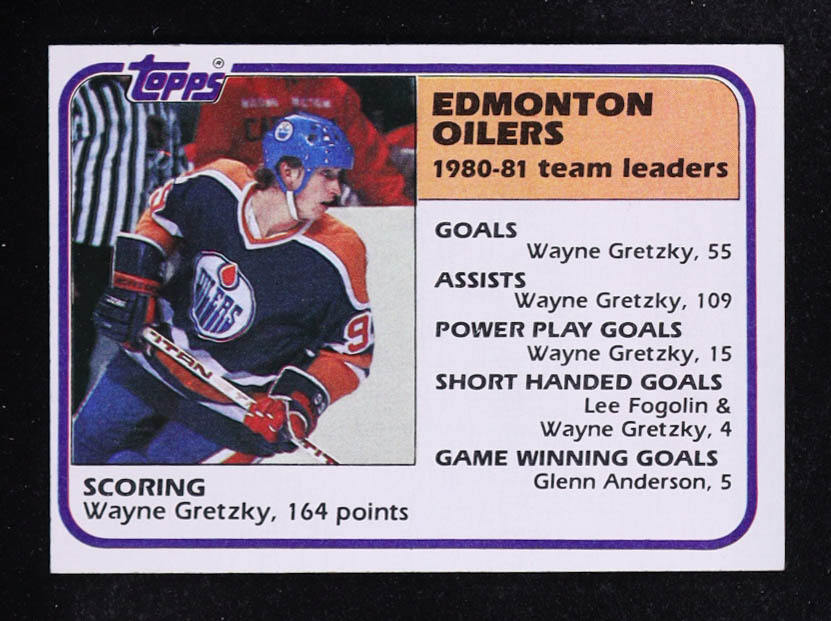 TOPPS®
EDMONTON
OILERS
1980-81 team leaders
GOALS
Wayne Gretzky, 55
ASSISTS
Wayne Gretzky, 109
POWER PLAY GOALS
Wayne Gretzky, 15
SHORT HANDED GOALS
Lee Fogolin &
Wayne Gretzky, 4
GAME WINNING GOALS
Glenn Anderson, 5
OILERS
9
TITAN
SCORING
Wayne Gretzky, 164 points